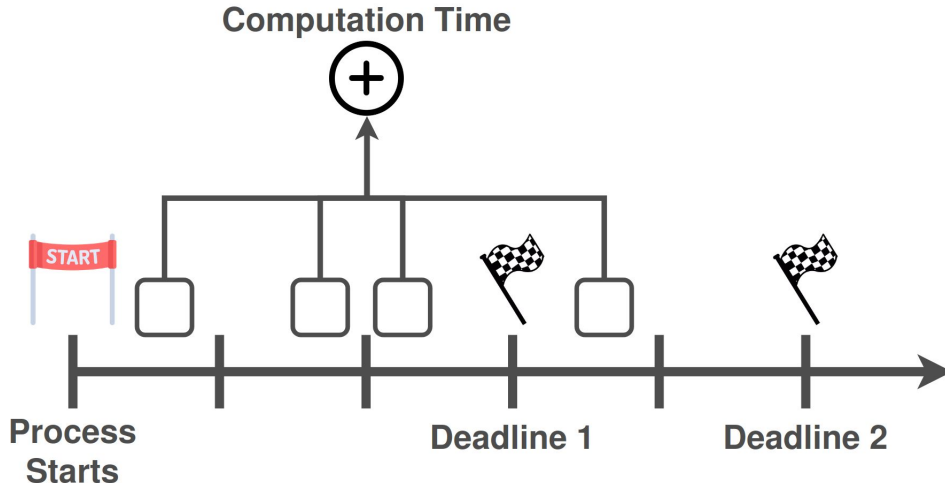 Computation Time
START
Process
Starts
Deadline 1
Deadline 2